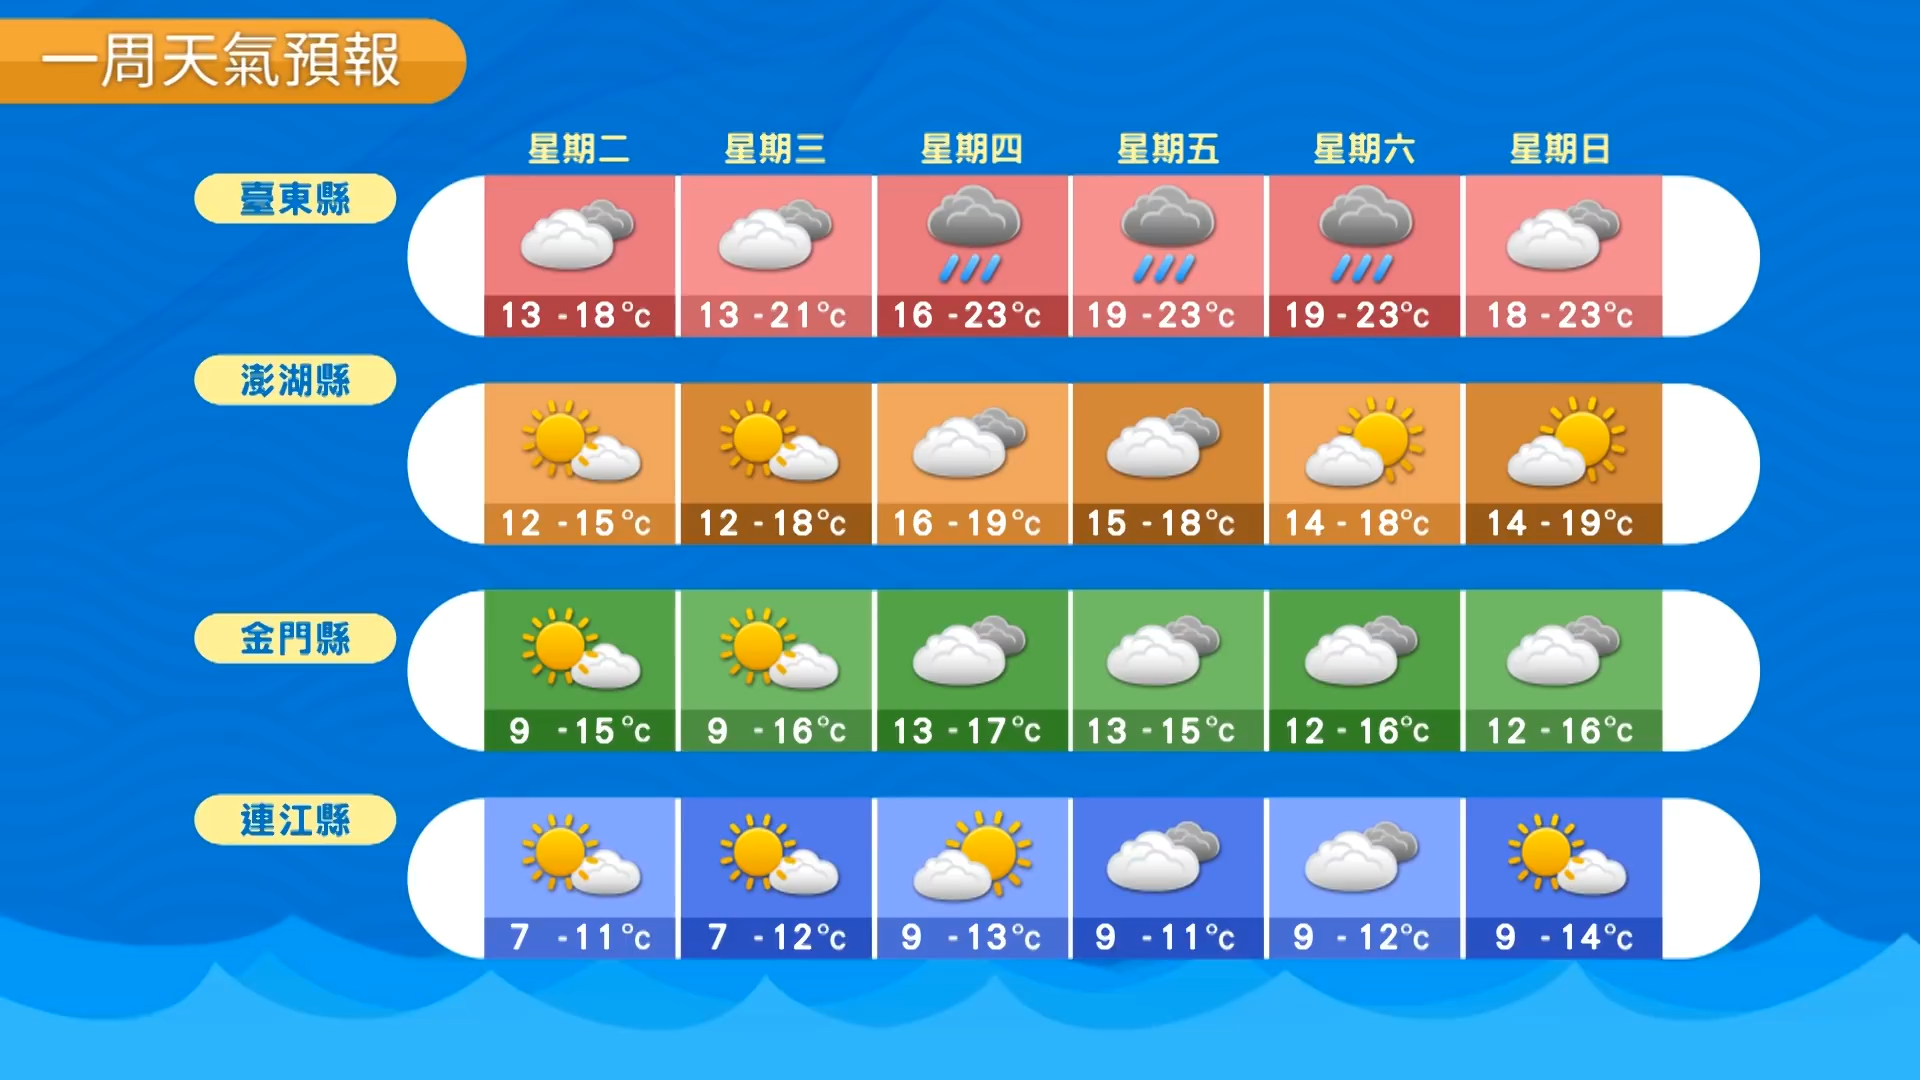 一周天氣預報
星期二 星期三 星期四 星期五 星期六 星期日
臺東縣
13 -18°C 13 -21°C 16 -23°C 19 -23°C 19 -23°C 18 -23°C
澎湖縣
12 -15°C 12 -18°C 16 -19°C 15 -18°C 14 - 18°C 14 - 19°C
金門縣
9 -15°C 9 -16°C 13 -17°C 13 -15°C 12 - 16°C 12 - 16°C
連江縣
7 -11°C 7 -12°C 9 -13°C 9 -11°C 9 -12°C 9 -14°C